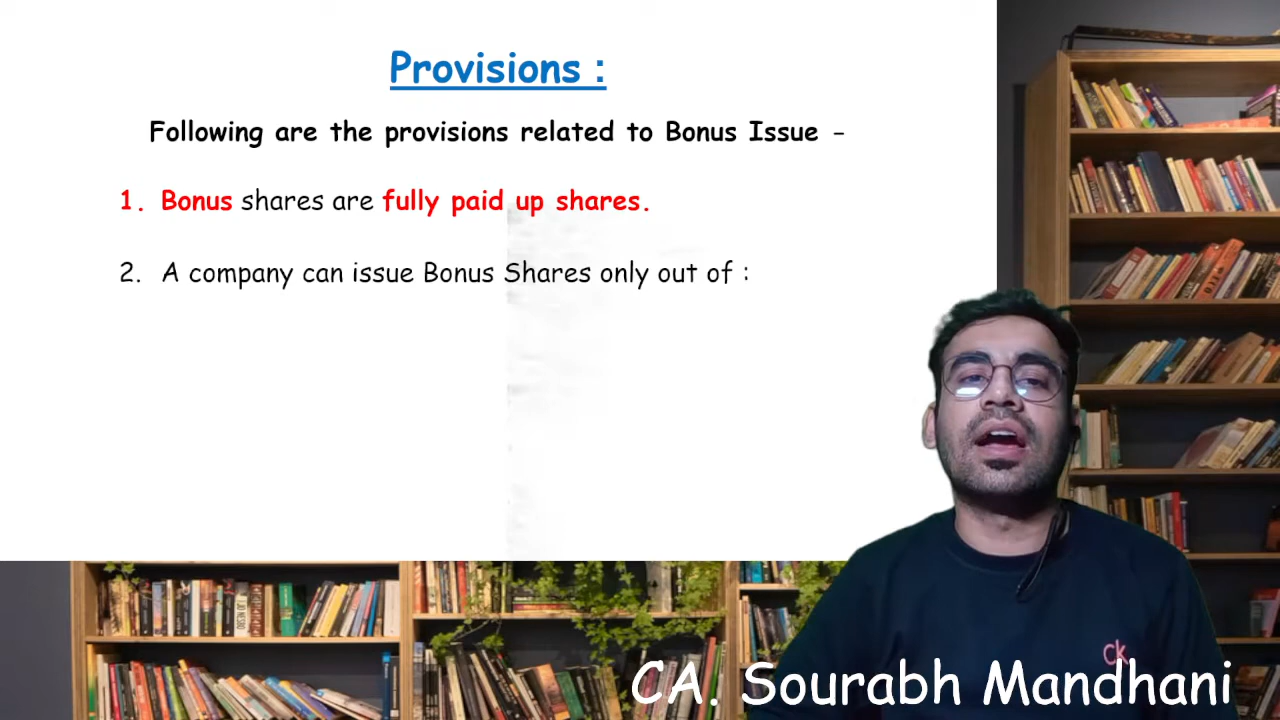 Provisions :
Following are the provisions related to Bonus Issue -
1. Bonus shares are fully paid up shares.
2. A company can issue Bonus Shares only out of :
ck
CA. Sourabh Mandhani